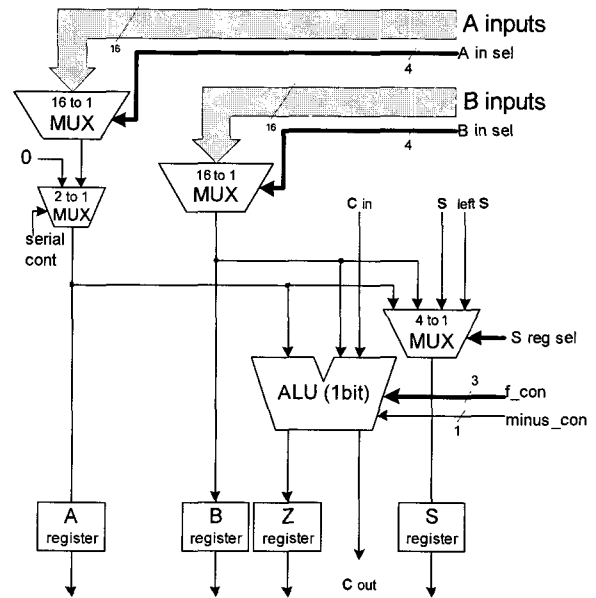 A inputs
16
A in sel
4
16 to 1
MUX
B inputs
16
B in sel
4
0
16 to 1
MUX
2 to 1
MUX
serial
cont
C in
S left S
4 to 1
MUX
S reg sel
ALU (1bit)
3
f_con
minus_con
1
A
register
B
register
Z
register
S
register
C out